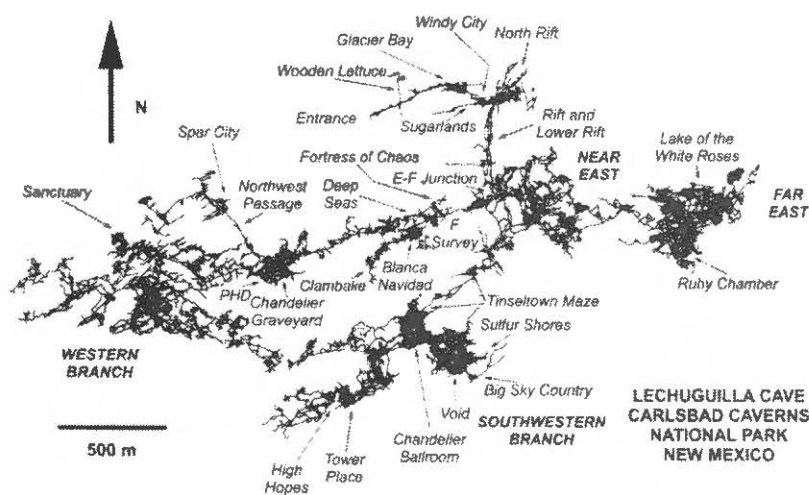 Windy City
North Rift
Glacier Bay
Wooden Lettuce
N
Entrance
Sugarlands
Rift and
Lower Rift
Spar City
Fortress of Chaos
NEAR
EAST
Lake of the
White Roses
E-F Junction
Sanctuary
Northwest
Passage
Deep
Seas
FAR
EAST
F
Survey
PHD
Chandelier
Graveyard
Clambake
Blanca
Navidad
Ruby Chamber
Tinseltown Maze
Sulfur Shores
WESTERN
BRANCH
Big Sky Country
500 m
Void
SOUTHWESTERN
BRANCH
Chandelier
Ballroom
High
Hopes
Tower
Place
LECHUGUILLA CAVE
CARLSBAD CAVERNS
NATIONAL PARK
NEW MEXICO